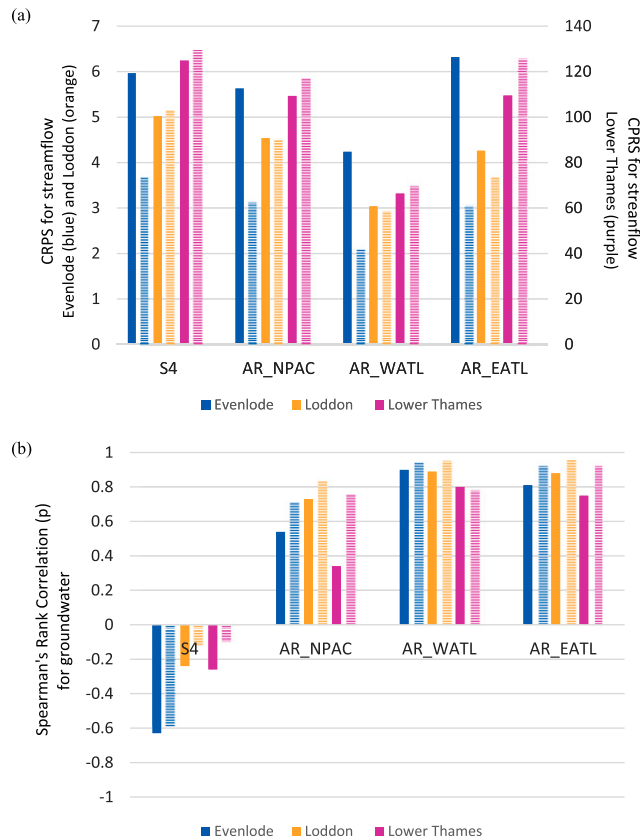 (a)
7
6
5
4
3
2
1
0
CRPS for streamflow
Evenlode (blue) and Loddon (orange)
140
120
100
80
60
40
20
0
CPRS for streamflow
Lower Thames (purple)
S4 AR_NPAC AR_WATL AR_EATL
Evenlode Loddon Lower Thames
(b)
1
0.8
0.6
0.4
0.2
0
-0.2
-0.4
-0.6
-0.8
-1
Spearman's Rank Correlation (p)
for groundwater
S4 AR_NPAC AR_WATL AR_EATL
Evenlode Loddon Lower Thames